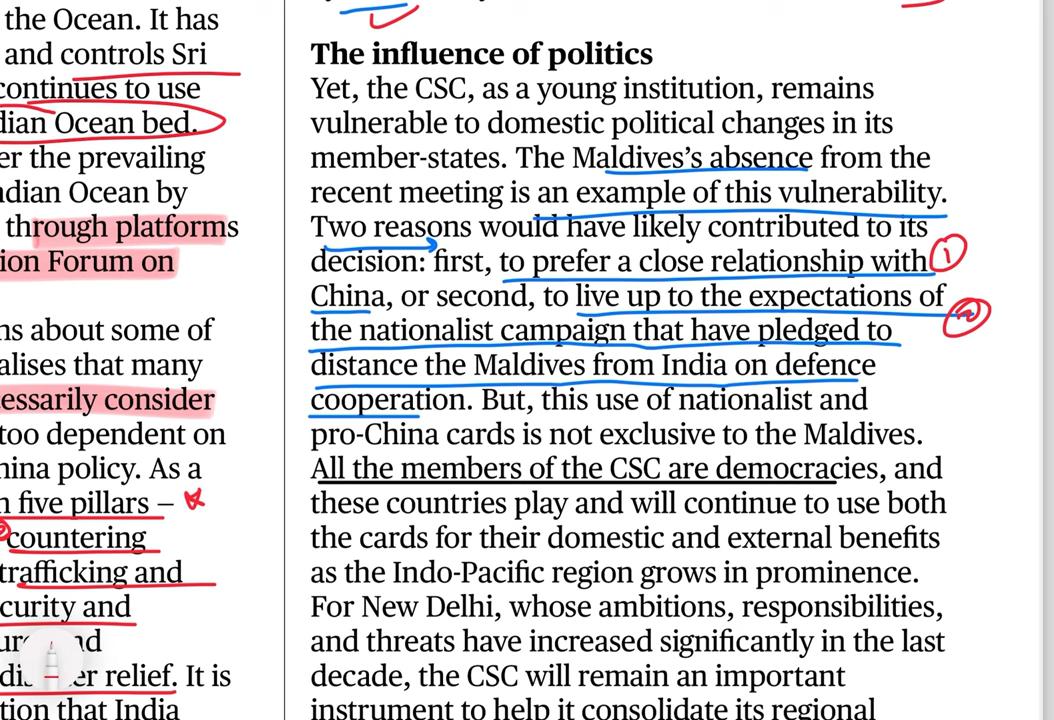 the Ocean. It has
and controls Sri
continues to use
dian Ocean bed.
er the prevailing
ndian Ocean by
through platforms
ion Forum on
ns about some of
alises that many
essarily consider
too dependent on
hina policy. As a
n five pillars –
countering
trafficking and
curity and
er relief. It is
tion that India
The influence of politics
Yet, the CSC, as a young institution, remains
vulnerable to domestic political changes in its
member-states. The Maldives’s absence from the
recent meeting is an example of this vulnerability.
Two reasons would have likely contributed to its
decision: first, to prefer a close relationship with
1
China, or second, to live up to the expectations of
2
the nationalist campaign that have pledged to
distance the Maldives from India on defence
cooperation. But, this use of nationalist and
pro-China cards is not exclusive to the Maldives.
All the members of the CSC are democracies, and
these countries play and will continue to use both
the cards for their domestic and external benefits
as the Indo-Pacific region grows in prominence.
For New Delhi, whose ambitions, responsibilities,
and threats have increased significantly in the last
decade, the CSC will remain an important
instrument to help it consolidate its regional